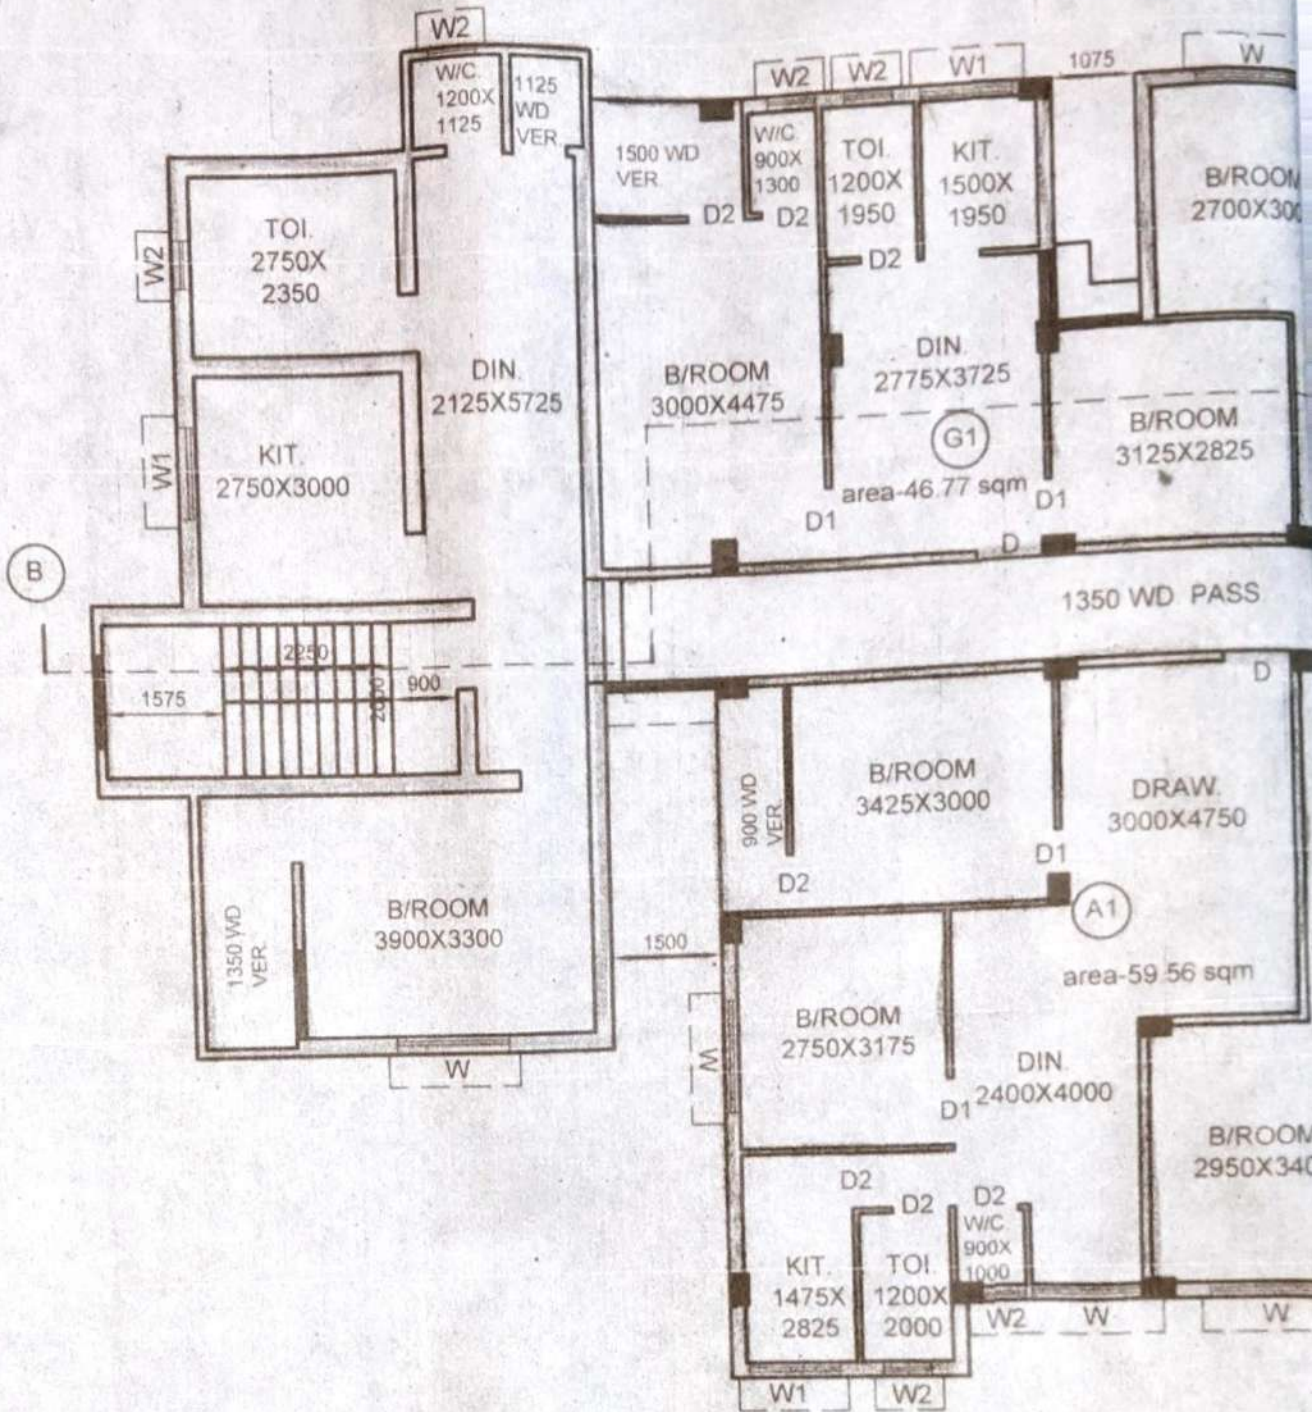 W2
W/C.
1200X
1125
1125
WD
VER
W2
W2
W1
1075
W
1500 WD
VER
W/C
900X
1300
TOI.
1200X
1950
KIT.
1500X
1950
B/ROOM
D2
D2
D2
TOI.
2750X
2350
W2
DIN.
2125X5725
B/ROOM
3000X4475
DIN.
2775X3725
G1
area-46.77 sqm
B/ROOM
3125X2825
KIT.
2750X3000
W1
D1
D1
D
B
1350 WD PASS
2250
1575
2000
900
D
900 WD
VER.
B/ROOM
3425X3000
DRAW.
3000X4750
D1
D2
A1
area-59.56 sqm
1350 WD
VER
B/ROOM
3900X3300
1500
W
W
B/ROOM
2750X3175
DIN.
2400X4000
D1
B/ROOM
D2
D2
D2
W/C
900X
1000
KIT.
1475X
2825
TOI.
1200X
2000
W2
W
W
W1
W2